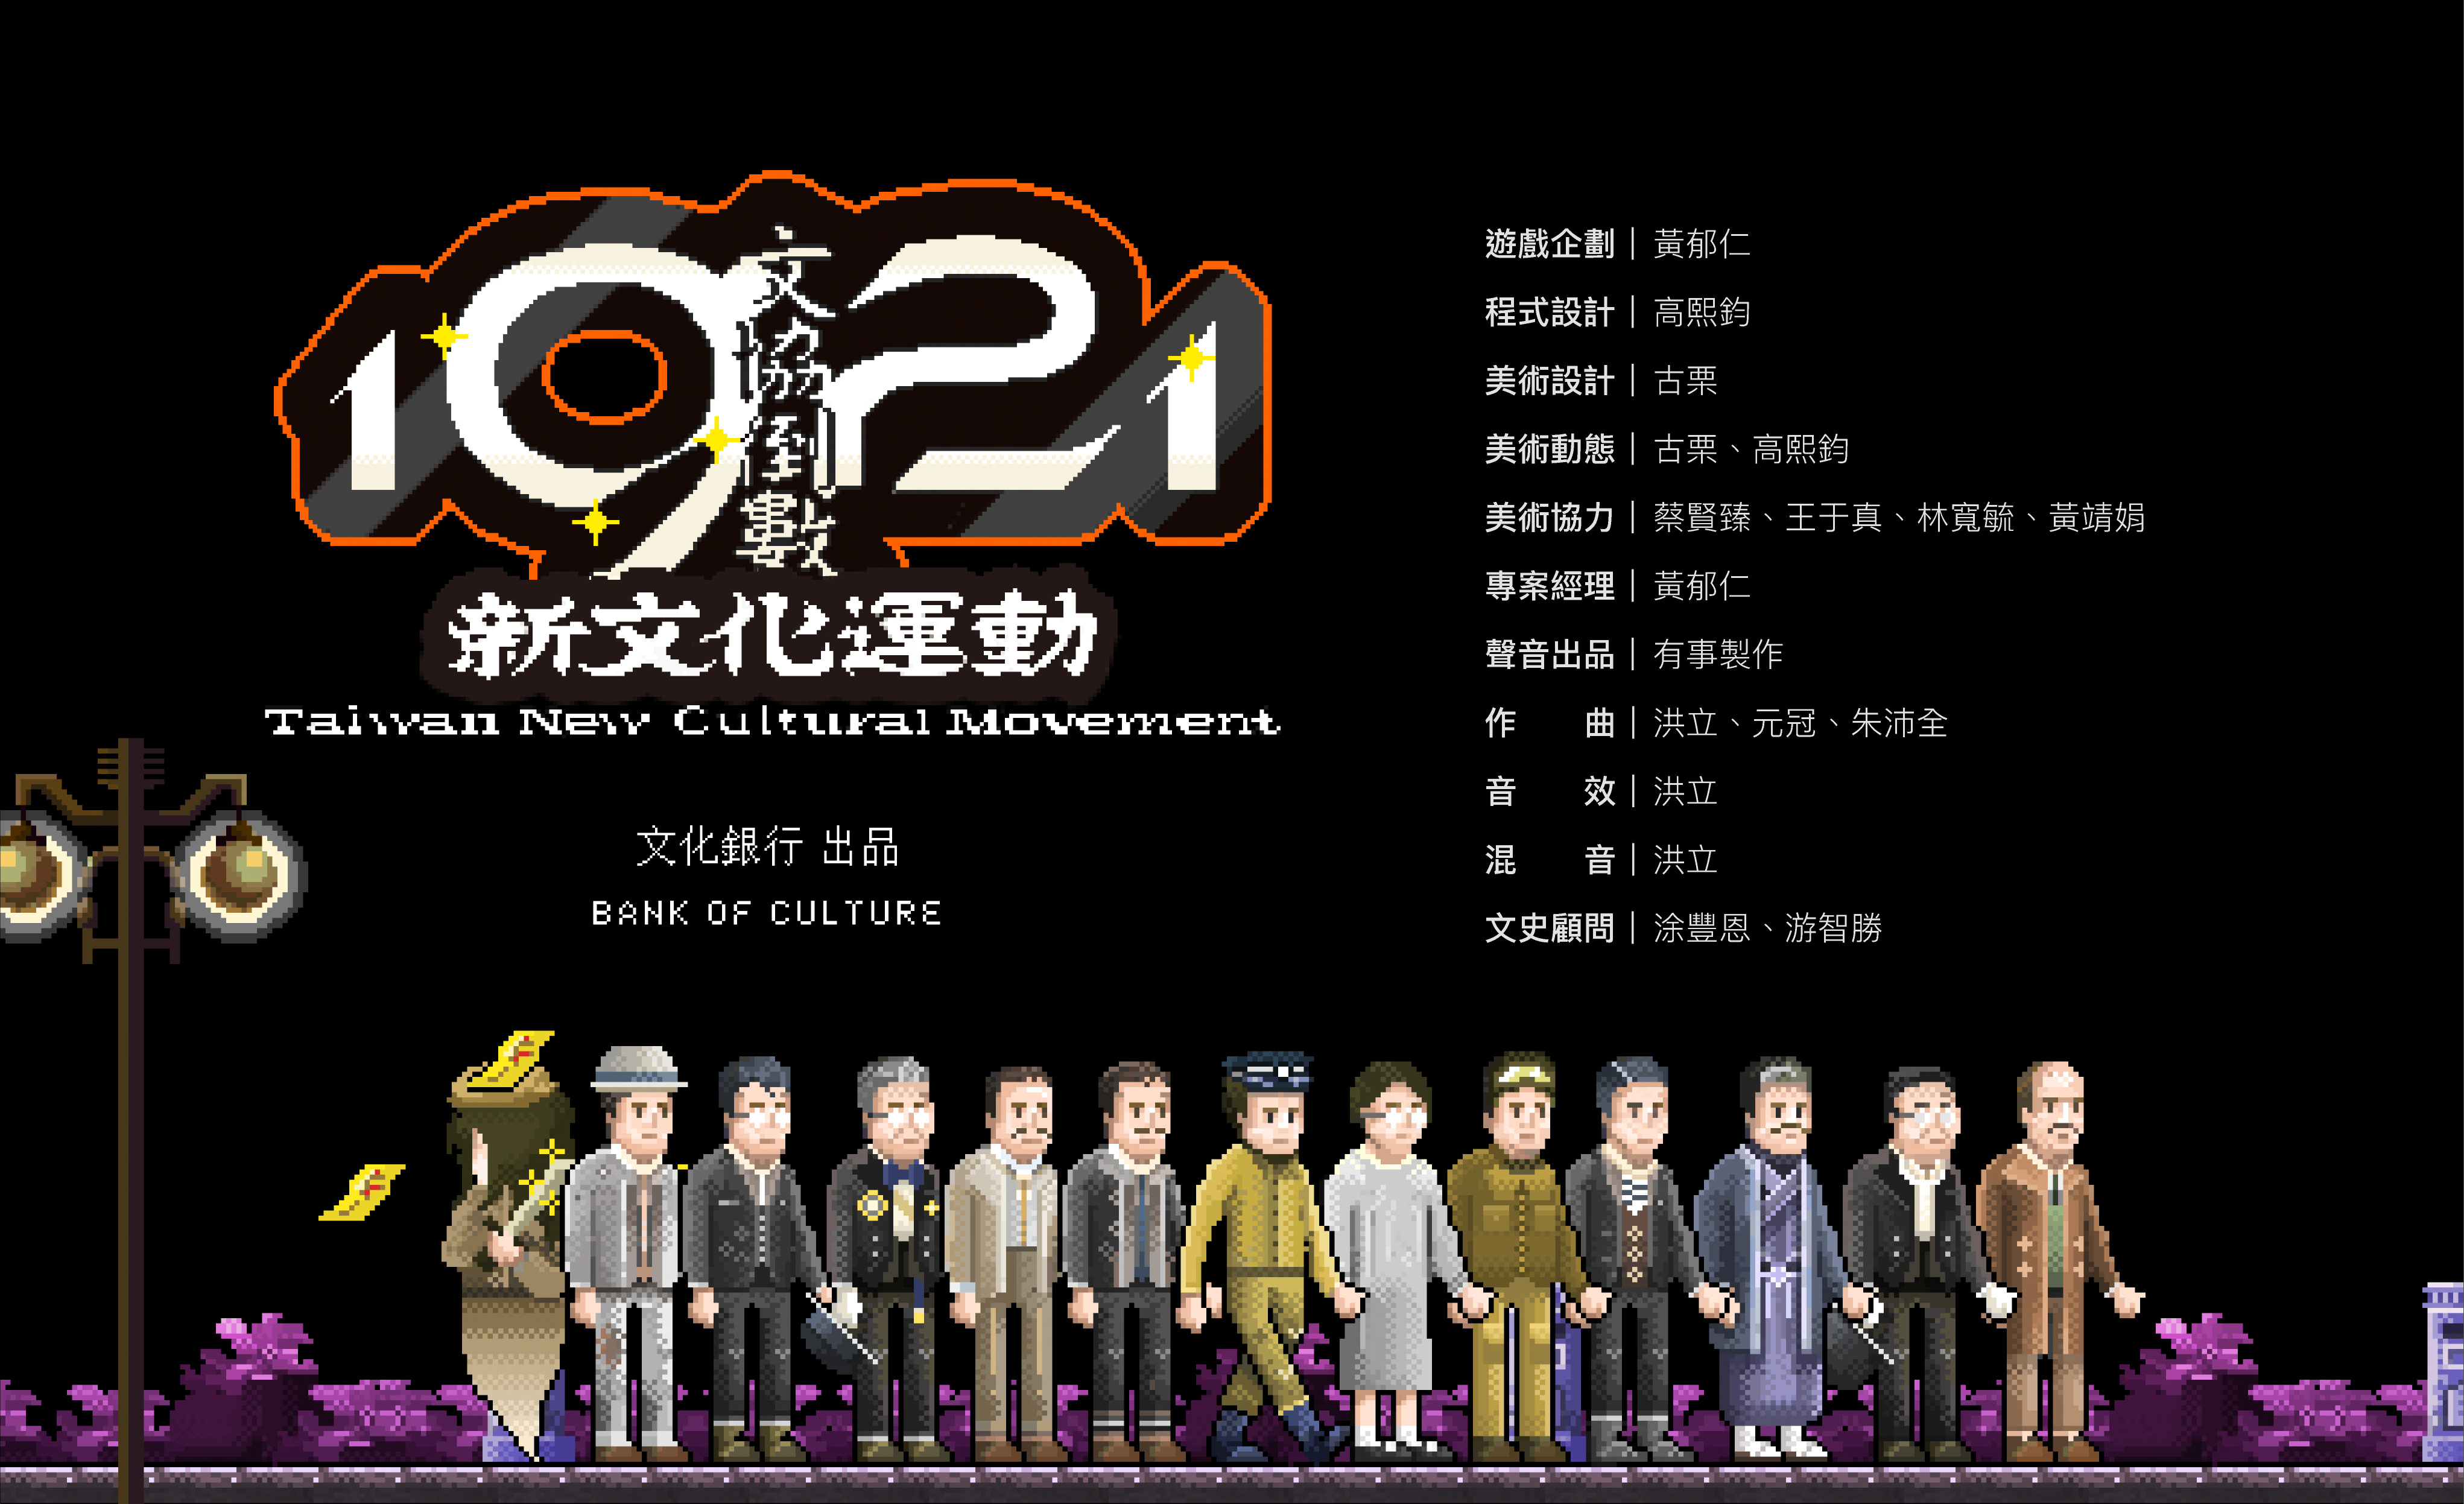 1921
文協倒數
新文化運動
Taiwan New Cultural Movement
文化銀行 出品
BANK OF CULTURE
遊戲企劃｜黃郁仁
程式設計｜高熙鈞
美術設計｜古栗
美術動態｜古栗、高熙鈞
美術協力｜蔡賢臻、王于真、林寬毓、黃靖娟
專案經理｜黃郁仁
聲音出品｜有事製作
作　　曲｜洪立、元冠、朱沛全
音　　效｜洪立
混　　音｜洪立
文史顧問｜涂豐恩、游智勝